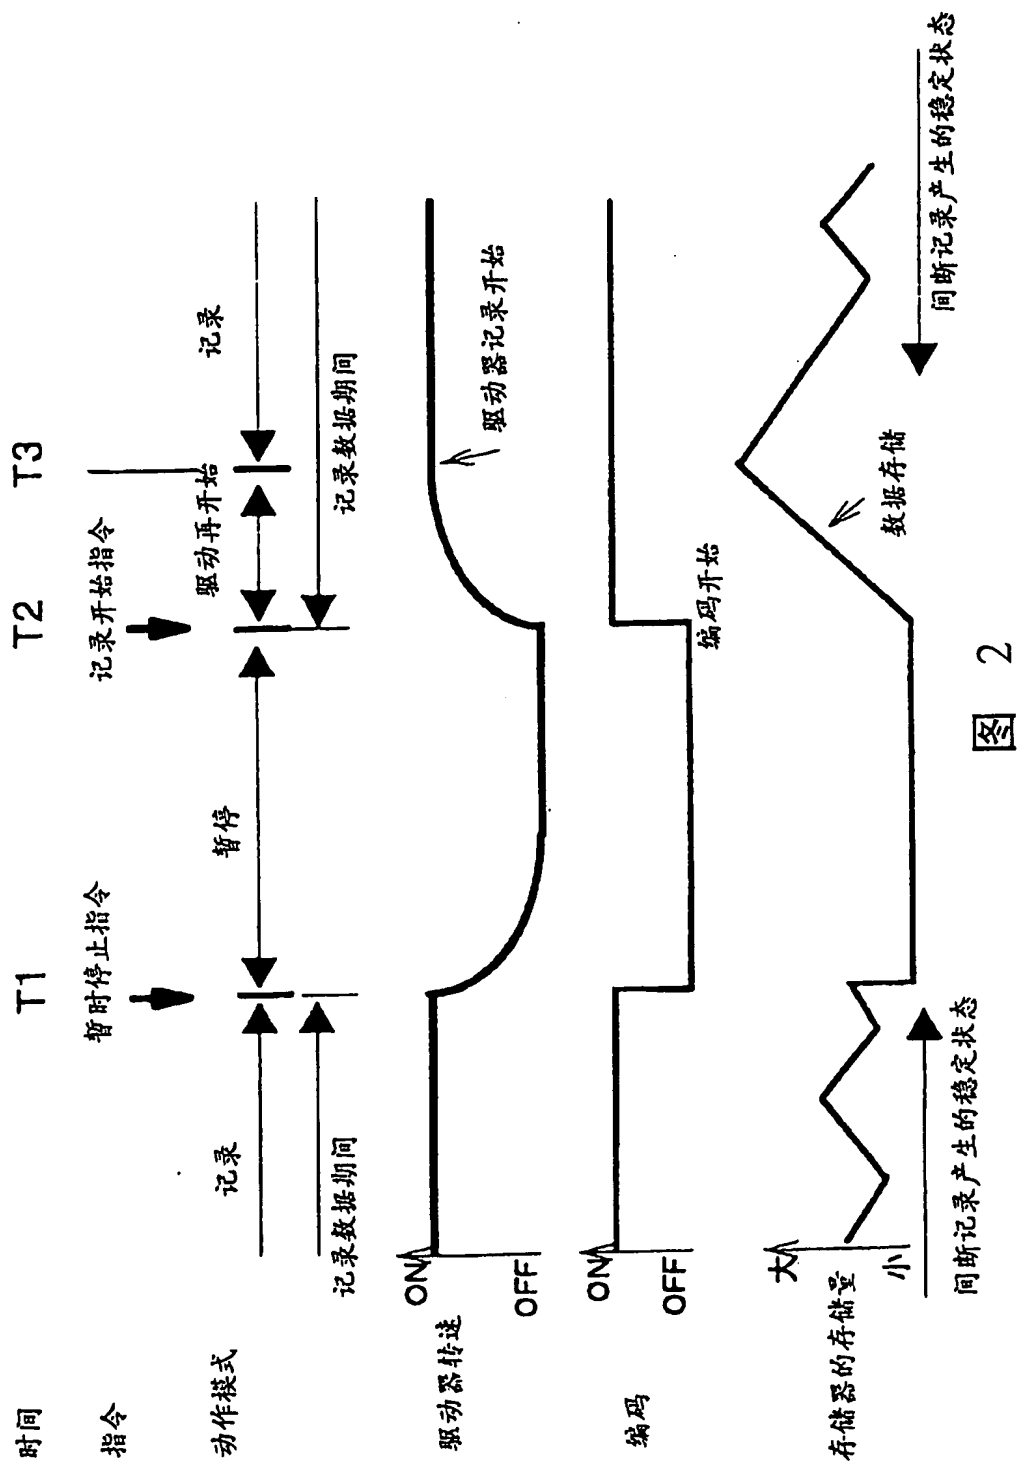 时间
T1
T2
T3
指令
暂时停止指令
记录开始指令
动作模式
记录
暂停
驱动再开始
记录
记录数据期间
记录数据期间
驱动器转速
ON
OFF
驱动器记录开始
编码
ON
OFF
编码开始
存储器的存储量
大
小
数据存储
间断记录产生的稳定状态
间断记录产生的稳定状态
图 2